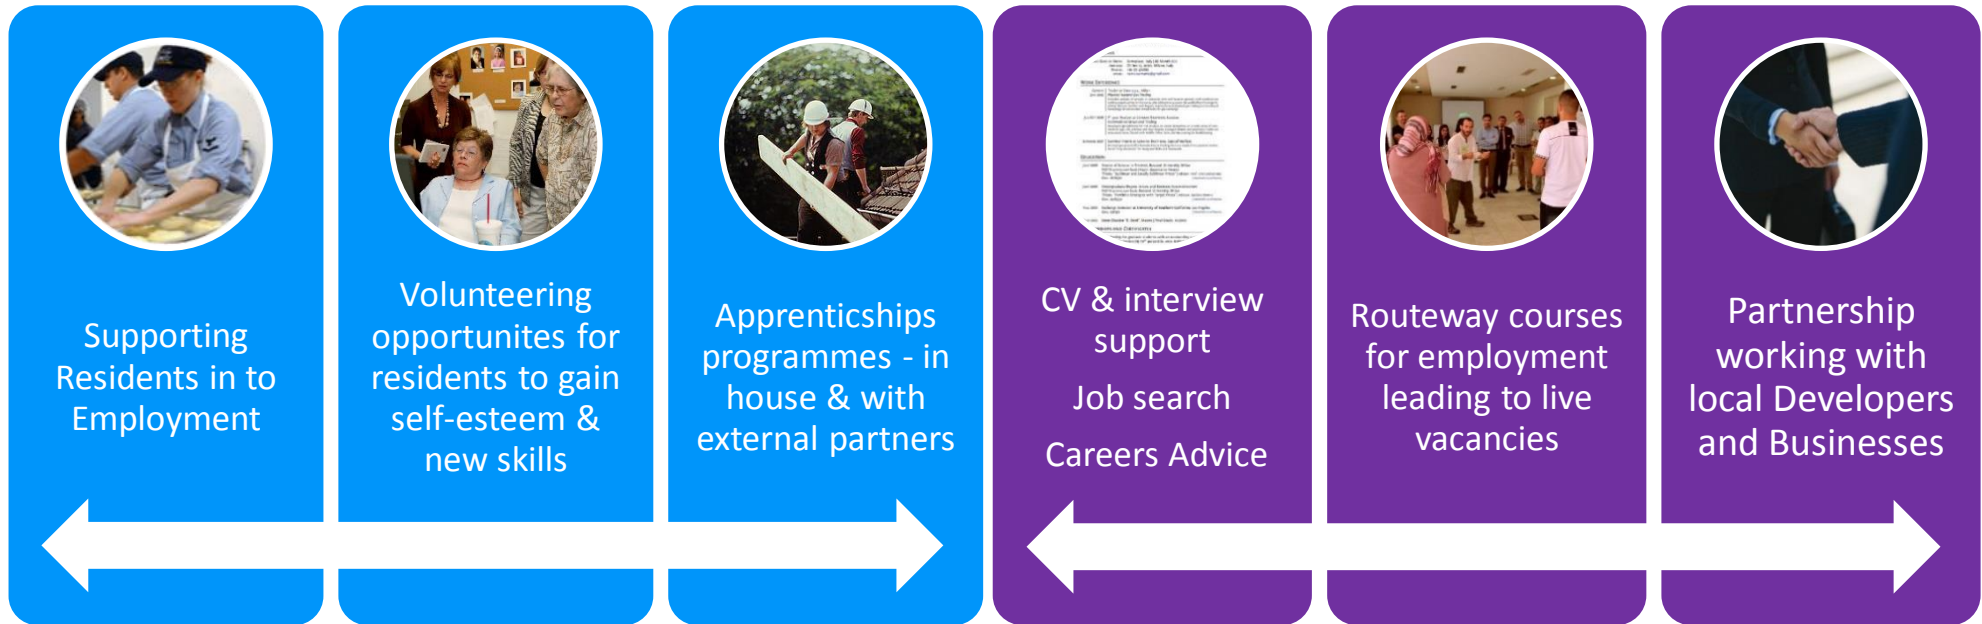 Supporting
Residents in to
Employment
Volunteering
opportunites for
residents to gain
self-esteem &
new skills
Apprenticships
programmes - in
house & with
external partners
CV & interview
support
Job search
Careers Advice
Routeway courses
for employment
leading to live
vacancies
Partnership
working with
local Developers
and Businesses